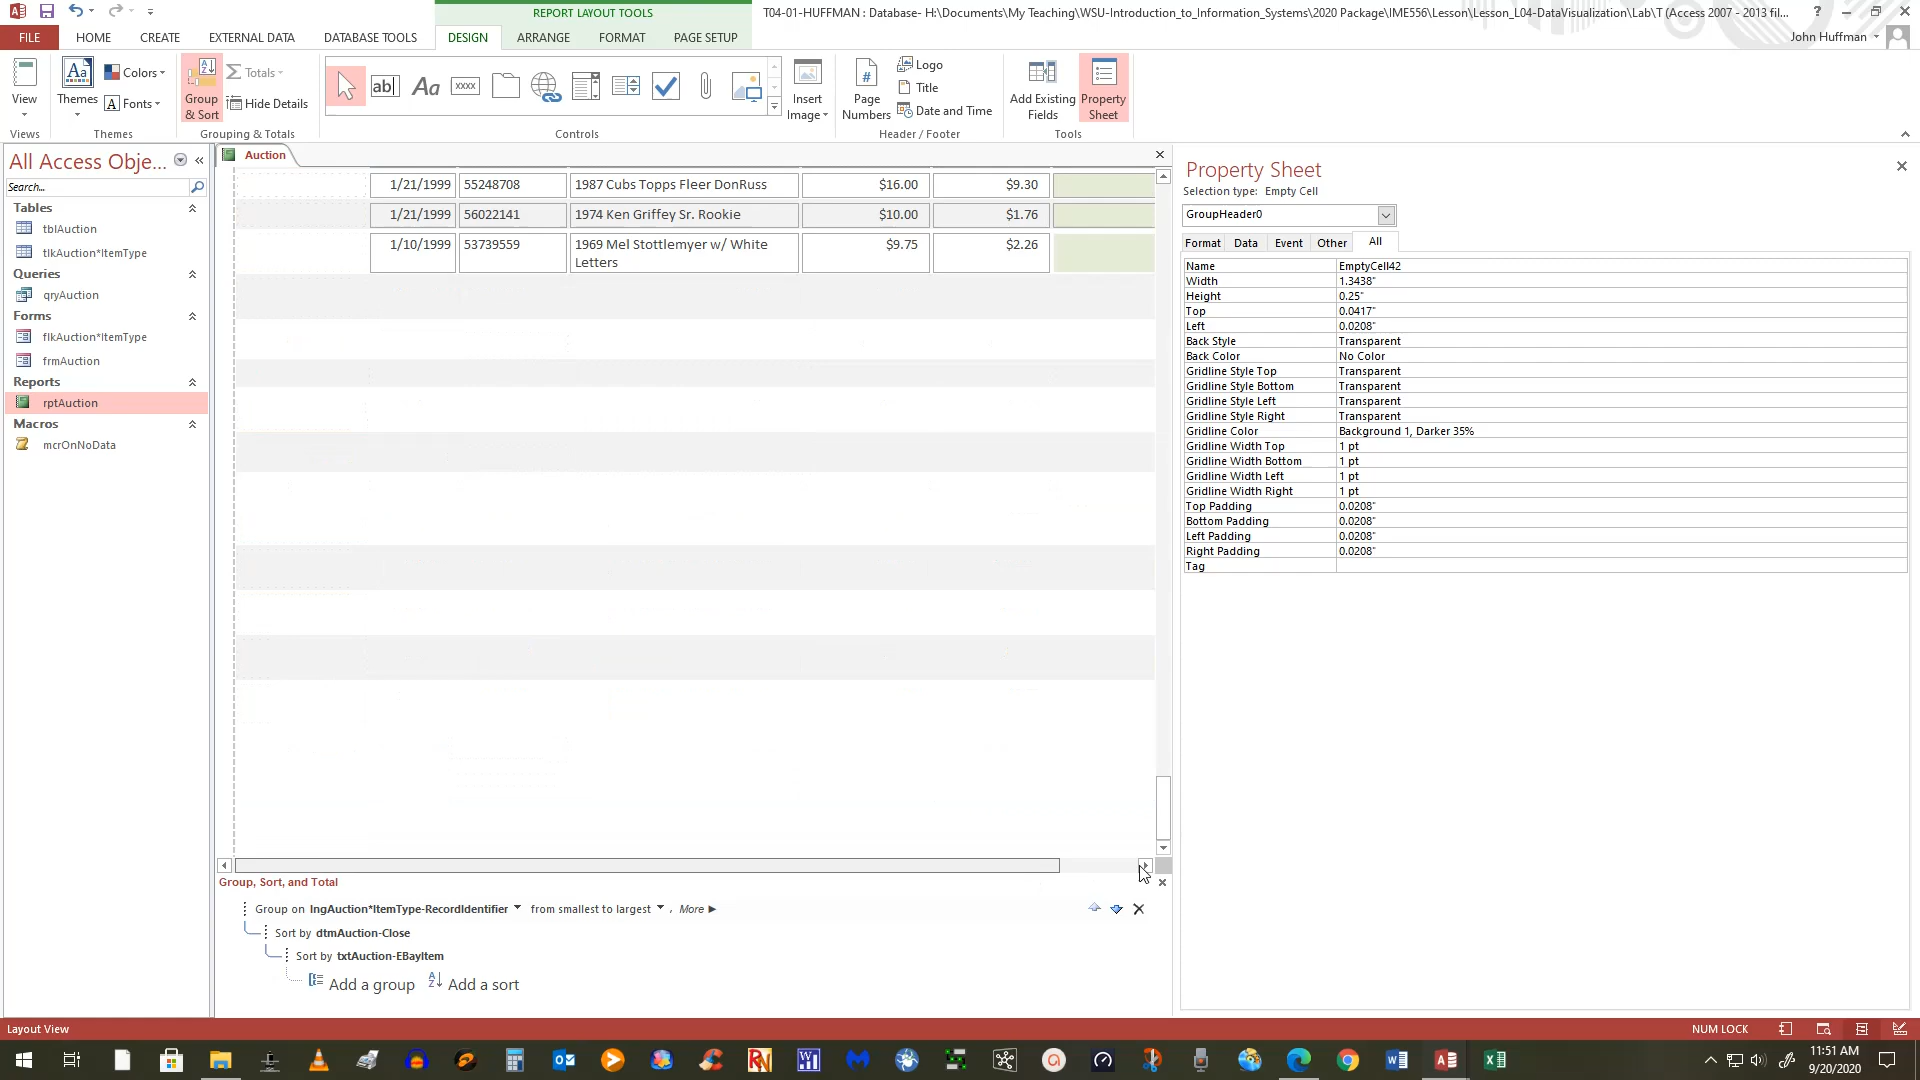 REPORT LAYOUT TOOLS
T04-01-HUFFMAN : Database- H:\Documents\My Teaching\WSU-Introduction_to_Information_Systems\2020 Package\IME556\Lesson\Lesson_L04-DataVisualization\Lab\T (Access 2007 - 2013 fil...
?
FILE HOME CREATE EXTERNAL DATA DATABASE TOOLS DESIGN ARRANGE FORMAT PAGE SETUP
John Huffman
Colors
Totals
Logo
Title
Date and Time
Fonts
Hide Details
View
Themes
Group
& Sort
Aa
ab|
Aa
xxxx
Insert
Image
Page
Numbers
Add Existing
Fields
Property
Sheet
Views
Themes
Grouping & Totals
Controls
Header / Footer
Tools
All Access Obje...
Search...
Tables
tblAuction
tlkAuction*ItemType
Queries
qryAuction
Forms
flkAuction*ItemType
frmAuction
Reports
rptAuction
Macros
mcrOnNoData
Auction
1/21/1999 55248708 1987 Cubs Topps Fleer DonRuss $16.00 $9.30
1/21/1999 56022141 1974 Ken Griffey Sr. Rookie $10.00 $1.76
1/10/1999 53739559 1969 Mel Stottlemyer w/ White $9.75 $2.26
Letters
Group, Sort, and Total
Group on lngAuction*ItemType-RecordIdentifier from smallest to largest , More
Sort by dtmAuction-Close
Sort by txtAuction-EBayItem
Add a group Add a sort
Property Sheet
Selection type: Empty Cell
GroupHeader0
Format Data Event Other All
Name EmptyCell42
Width 1.3438"
Height 0.25"
Top 0.0417"
Left 0.0208"
Back Style Transparent
Back Color No Color
Gridline Style Top Transparent
Gridline Style Bottom Transparent
Gridline Style Left Transparent
Gridline Style Right Transparent
Gridline Color Background 1, Darker 35%
Gridline Width Top 1 pt
Gridline Width Bottom 1 pt
Gridline Width Left 1 pt
Gridline Width Right 1 pt
Top Padding 0.0208"
Bottom Padding 0.0208"
Left Padding 0.0208"
Right Padding 0.0208"
Tag
Layout View
NUM LOCK
11:51 AM
9/20/2020